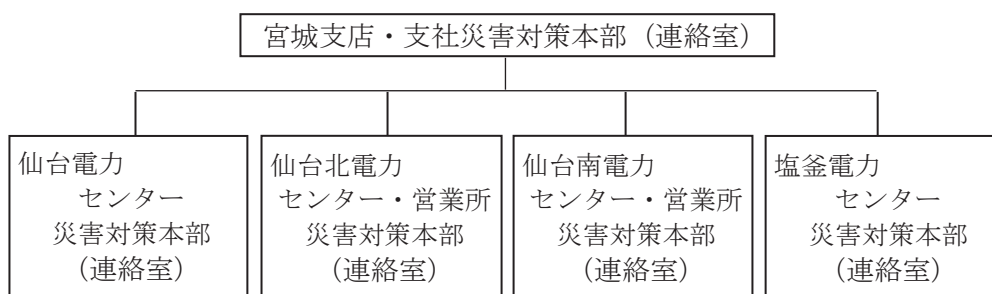 宮城支店・支社災害対策本部（連絡室）
仙台電力
センター
災害対策本部
（連絡室）
仙台北電力
センター・営業所
災害対策本部
（連絡室）
仙台南電力
センター・営業所
災害対策本部
（連絡室）
塩釜電力
センター
災害対策本部
（連絡室）